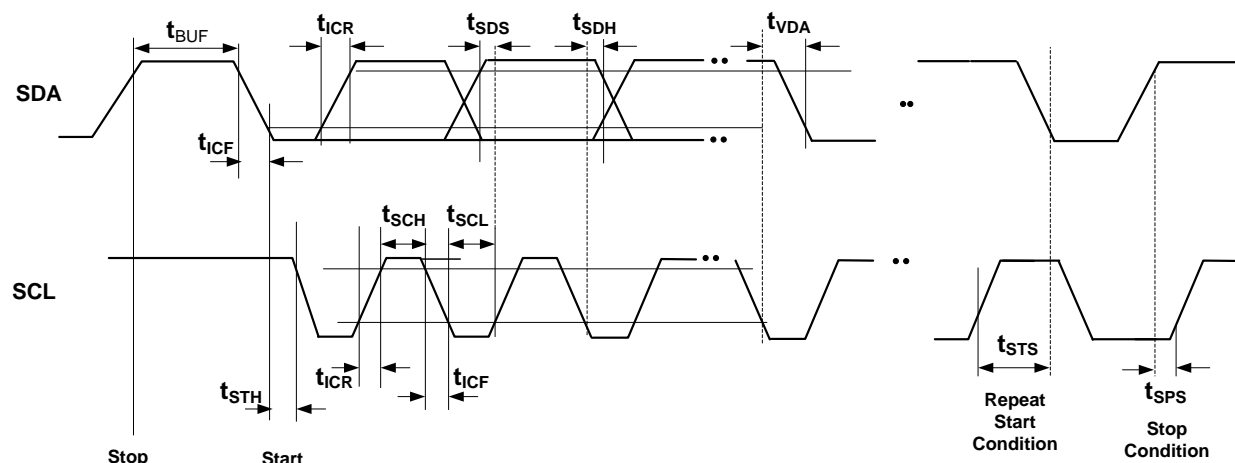 tBUF
tICR
tSDS
tSDH
tVDA
SDA
tICF
tSCH
tSCL
SCL
tICR
tICF
tSTH
tSTS
tSPS
Repeat
Start
Condition
Stop
Condition
Stop
Start